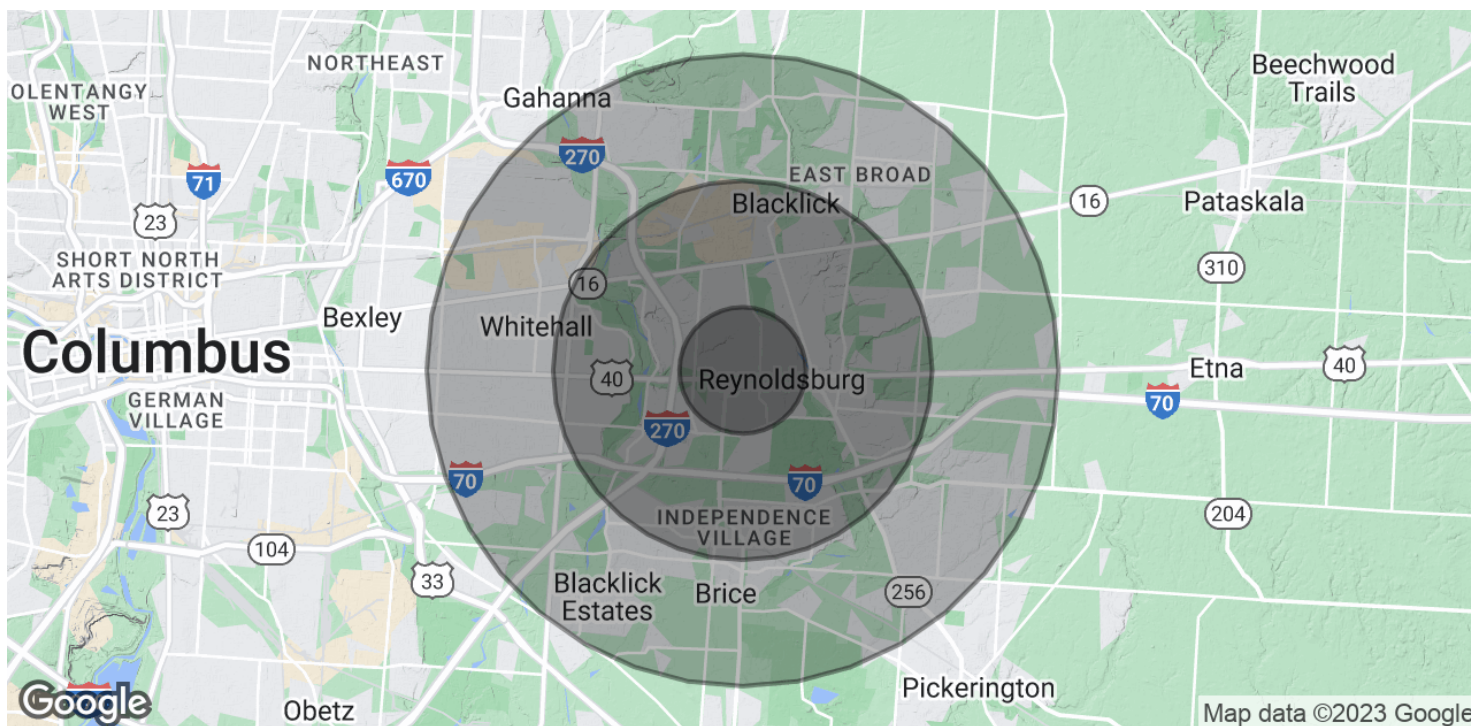 NORTHEAST
Beechwood
Trails
OLENTANGY
WEST
Gahanna
270
71
670
EAST BROAD
16
Blacklick
Pataskala
23
SHORT NORTH
ARTS DISTRICT
310
16
Bexley
Whitehall
Columbus
40
Reynoldsburg
Etna
40
GERMAN
VILLAGE
70
270
70
70
23
INDEPENDENCE
VILLAGE
204
104
33
Blacklick
Estates
Brice
256
Pickerington
Google
Obetz
Map data ©2023 Google